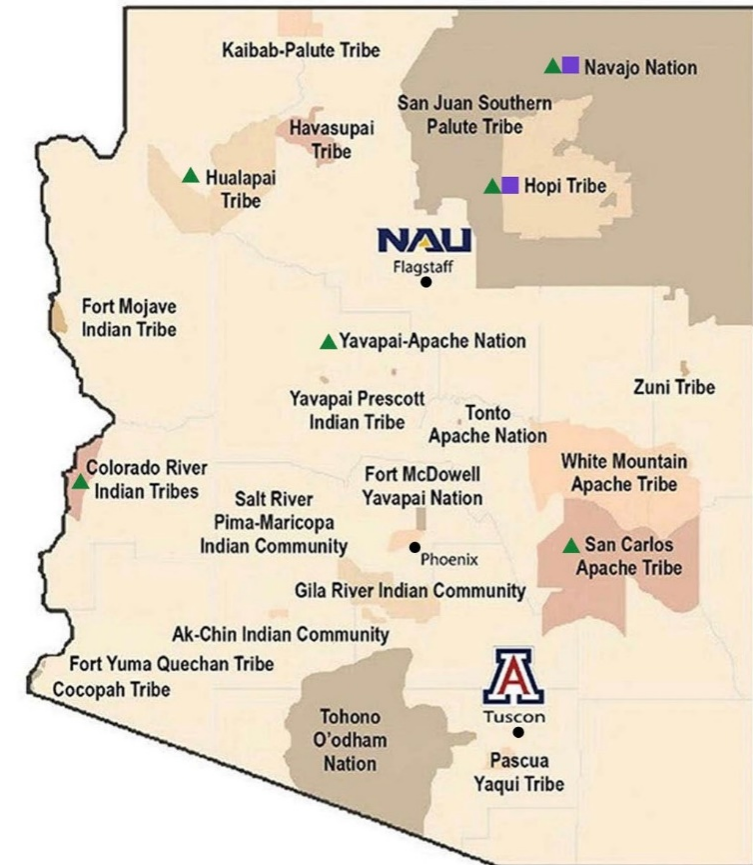 Kaibab-Palute Tribe
Navajo Nation
San Juan Southern
Palute Tribe
Havasupai
Tribe
Hualapai
Tribe
Hopi Tribe
NAU
Flagstaff
Fort Mojave
Indian Tribe
Yavapai-Apache Nation
Zuni Tribe
Yavapai Prescott
Indian Tribe
Tonto
Apache Nation
Colorado River
Indian Tribes
Fort McDowell
Yavapai Nation
White Mountain
Apache Tribe
Salt River
Pima-Maricopa
Indian Community
Phoenix
San Carlos
Apache Tribe
Gila River Indian Community
Ak-Chin Indian Community
Fort Yuma Quechan Tribe
Cocopah Tribe
A
Tuscon
Tohono
O'odham
Nation
Pascua
Yaqui Tribe